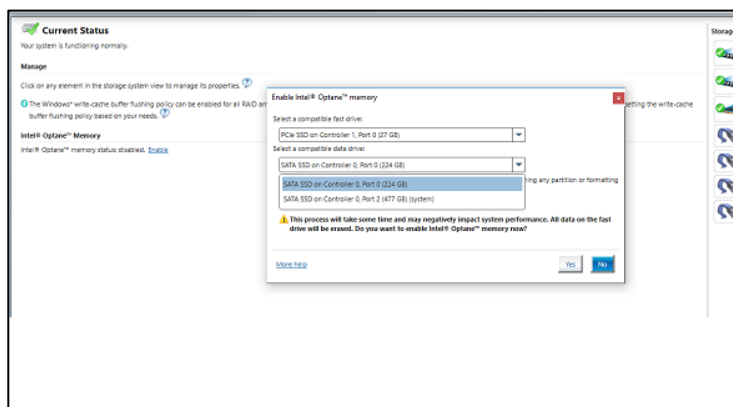 Current Status
Your system is functioning normally.
Storag
Manage
Click on any element in the storage system view to manage its properties.
The Windows* write-cache buffer flushing policy can be enabled for all RAID arr
etting the write-cache
buffer flushing policy based on your needs.
Intel® Optane™ Memory
Intel® Optane™ memory status: disabled. Enable
Enable Intel® Optane™ memory
x
Select a compatible fast drive:
PCIe SSD on Controller 1, Port 0 (27 GB)
Select a compatible data drive:
SATA SSD on Controller 0, Port 0 (224 GB)
SATA SSD on Controller 0, Port 0 (224 GB)
ning any partition or formatting
SATA SSD on Controller 0, Port 2 (477 GB) (system)
This process will take some time and may negatively impact system performance. All data on the fast
drive will be erased. Do you want to enable Intel® Optane™ memory now?
More help
Yes
No